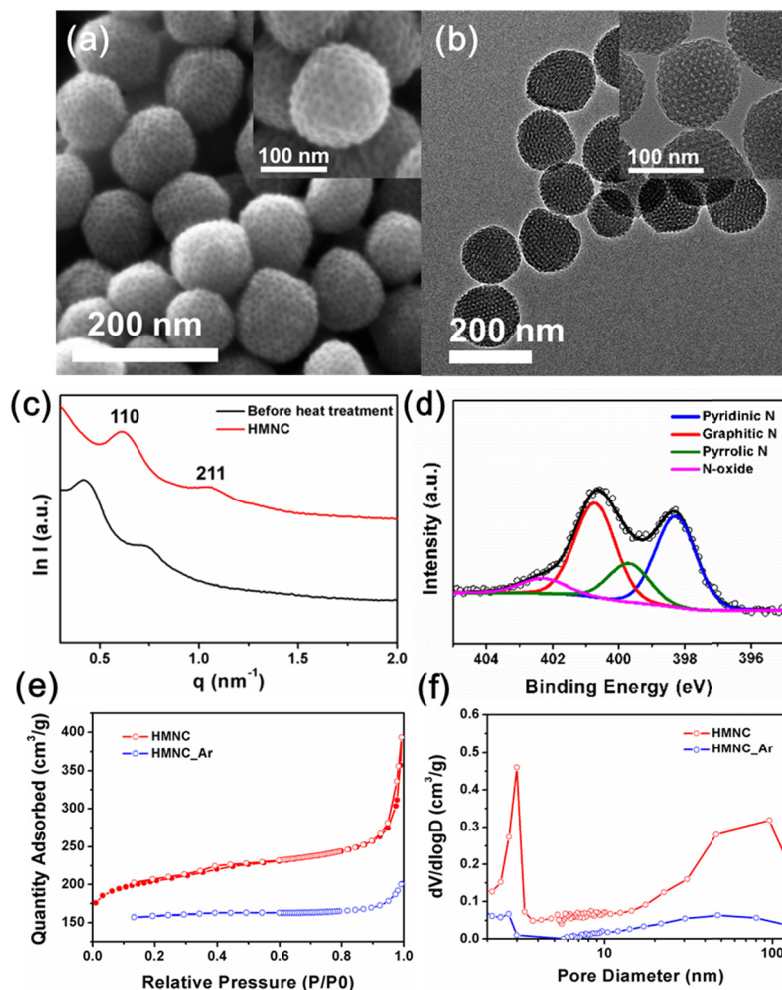 (a)
100 nm
200 nm
(b)
100 nm
200 nm
(c)
110
211
Before heat treatment
HMNC
ln I (a.u.)
0.5 1.0 1.5 2.0
q (nm⁻¹)
(d)
Pyridinic N
Graphitic N
Pyrrolic N
N-oxide
Intensity (a.u.)
404 402 400 398 396
Binding Energy (eV)
(e)
HMNC
HMNC_Ar
Quantity Adsorbed (cm³/g)
400
350
300
250
200
150
0.0 0.2 0.4 0.6 0.8 1.0
Relative Pressure (P/P0)
(f)
HMNC
HMNC_Ar
dV/dlogD (cm³/g)
0.6
0.5
0.4
0.3
0.2
0.1
0.0
10 100
Pore Diameter (nm)